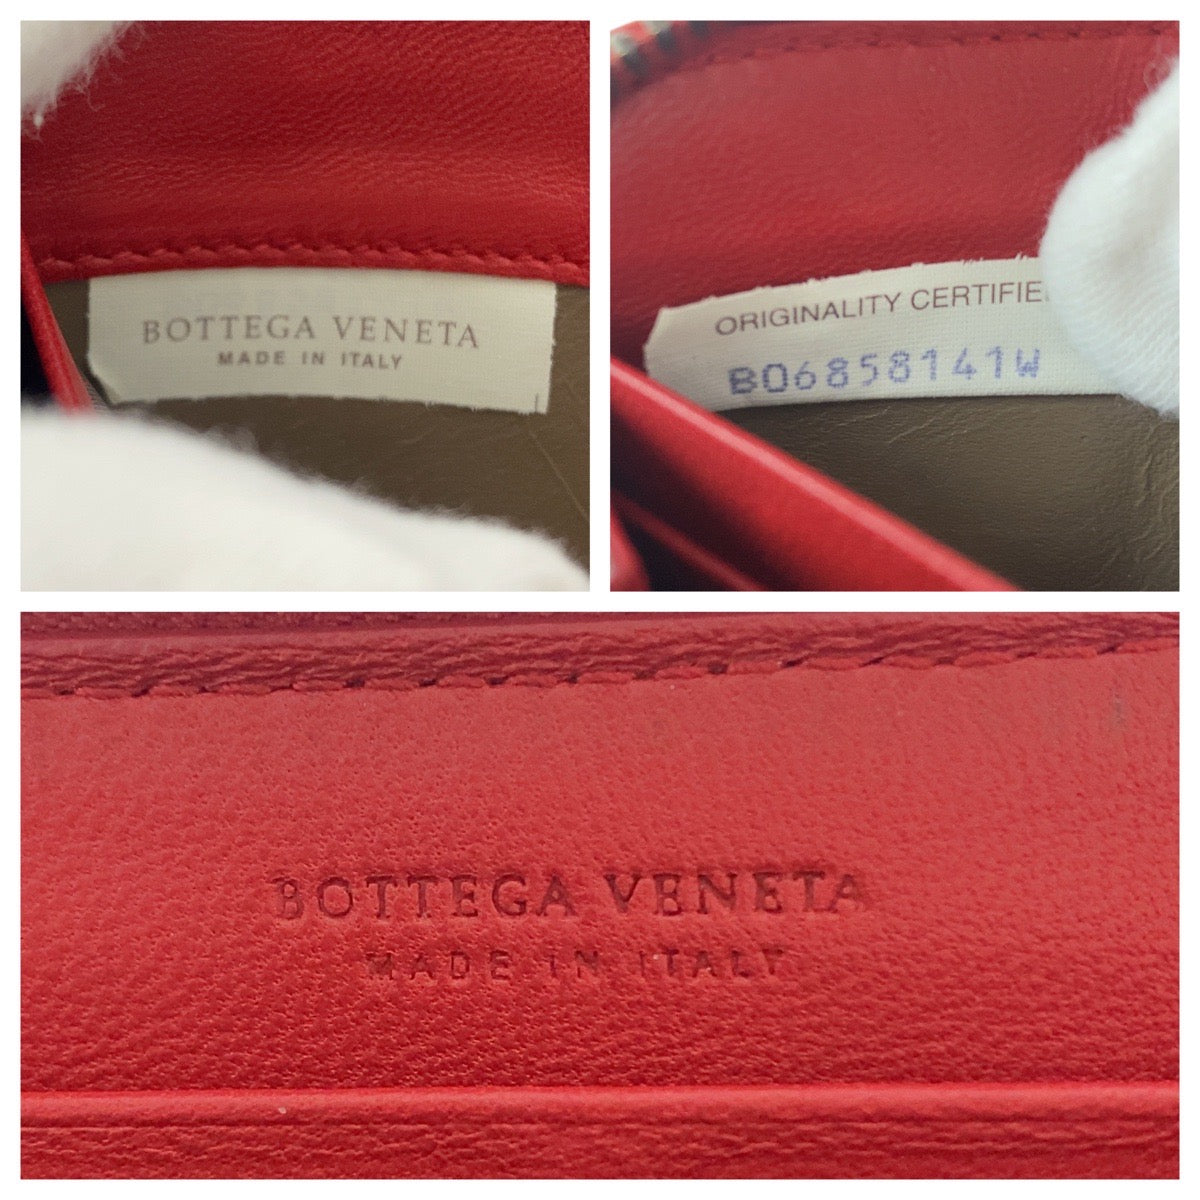 BOTTEGA VENETA
MADE IN ITALY
ORIGINALITY CERTIFIE
B06858141W
BOTTEGA VENETA
MADE IN ITALY